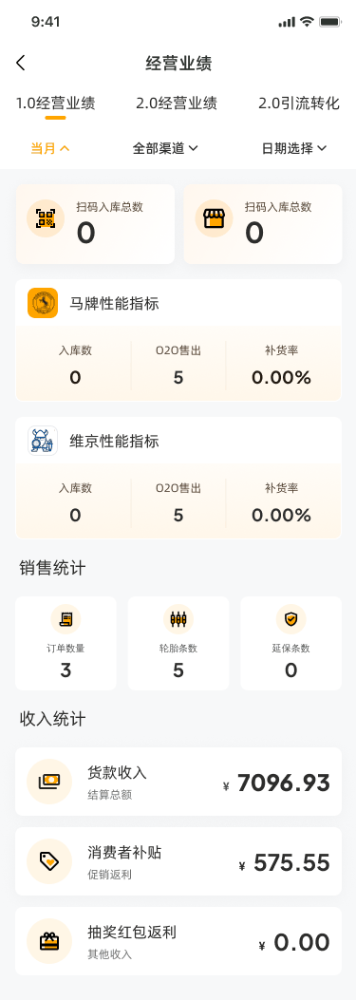 9:41
经营业绩
1.0经营业绩 2.0经营业绩 2.0引流转化
当月 全部渠道 日期选择
扫码入库总数 扫码入库总数
0 0
马牌性能指标
入库数 O2O售出 补货率
0 5 0.00%
维京性能指标
入库数 O2O售出 补货率
0 5 0.00%
销售统计
订单数量 轮胎条数 延保条数
3 5 0
收入统计
货款收入
结算总额
¥ 7096.93
消费者补贴
促销返利
¥ 575.55
抽奖红包返利
其他收入
¥ 0.00